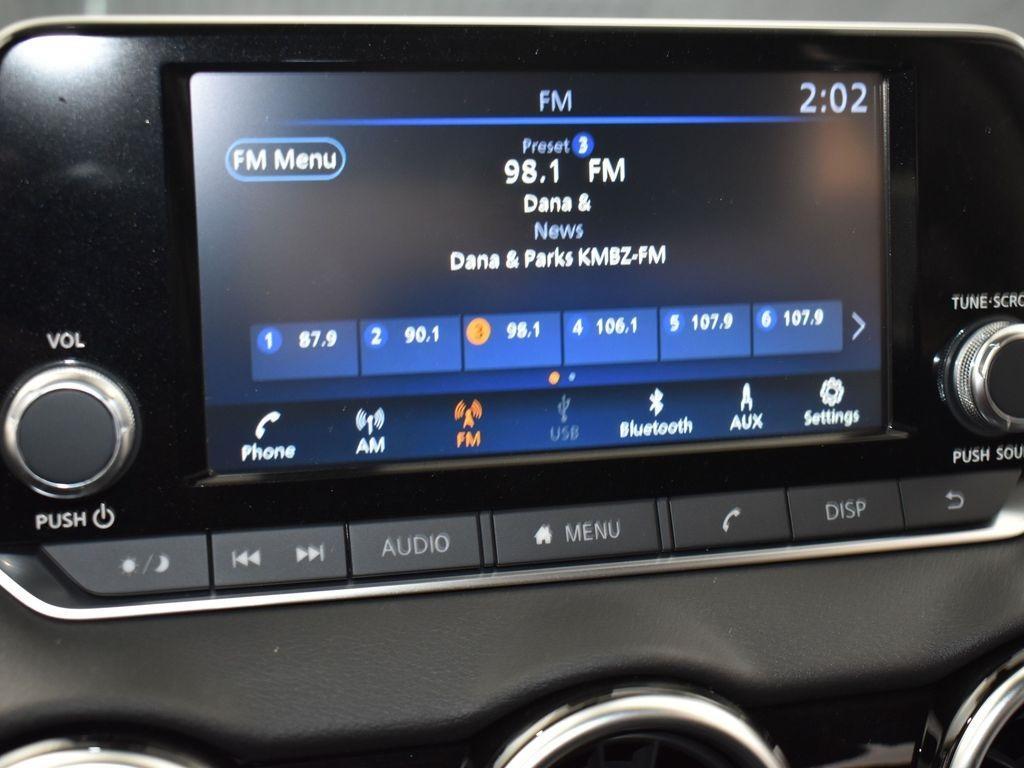 FM 2:02
FM Menu
Preset 3
98.1 FM
Dana &
News
Dana & Parks KMBZ-FM
1 87.9 2 90.1 3 98.1 4 106.1 5 107.9 6 107.9
Phone AM FM USB Bluetooth AUX Settings
VOL
PUSH
TUNE·SCRO
PUSH SOU
AUDIO MENU DISP